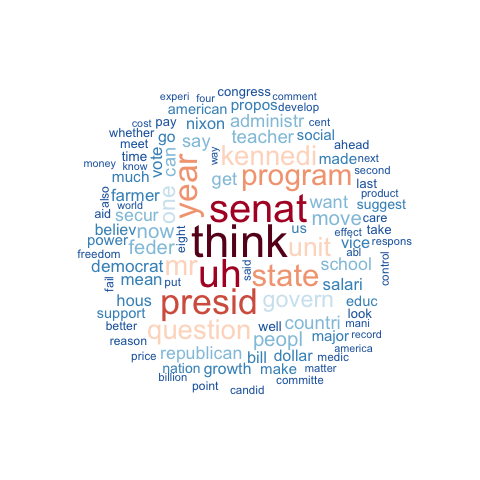 congress
experi four comment
american propos develop
cost pay nixon administr cent
whether go say teacher social
meet vote can kennedi ahead
time way made next
money know year get program second
much one want last product
also farmer senat suggest
aid world secur move care
believ now think us take
power feder eight unit vice effect respons
freedom mr uh said abl
democrat state school control
fail mean put salari
hous presid govern educ
support look
better question well countri mani
reason peopl major record
price republican bill dollar america
nation growth make medic
billion matter
point committe
candid